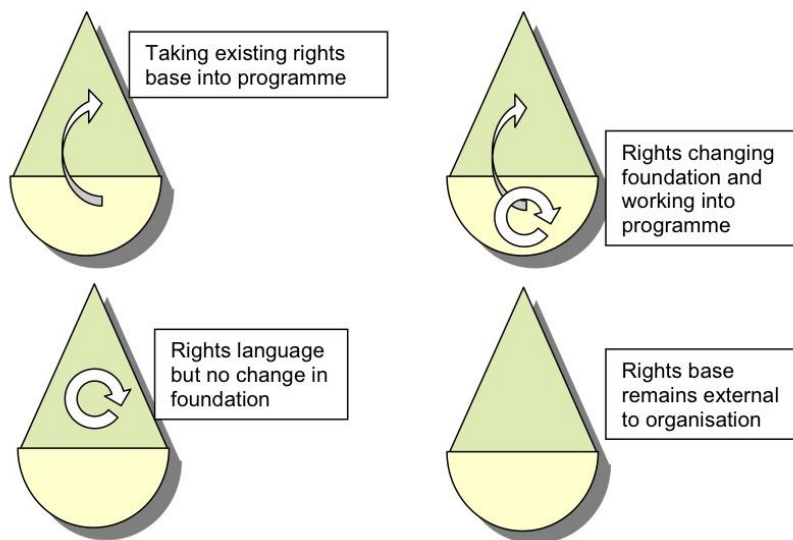 Taking existing rights
base into programme
Rights changing
foundation and
working into
programme
Rights language
but no change in
foundation
Rights base
remains external
to organisation